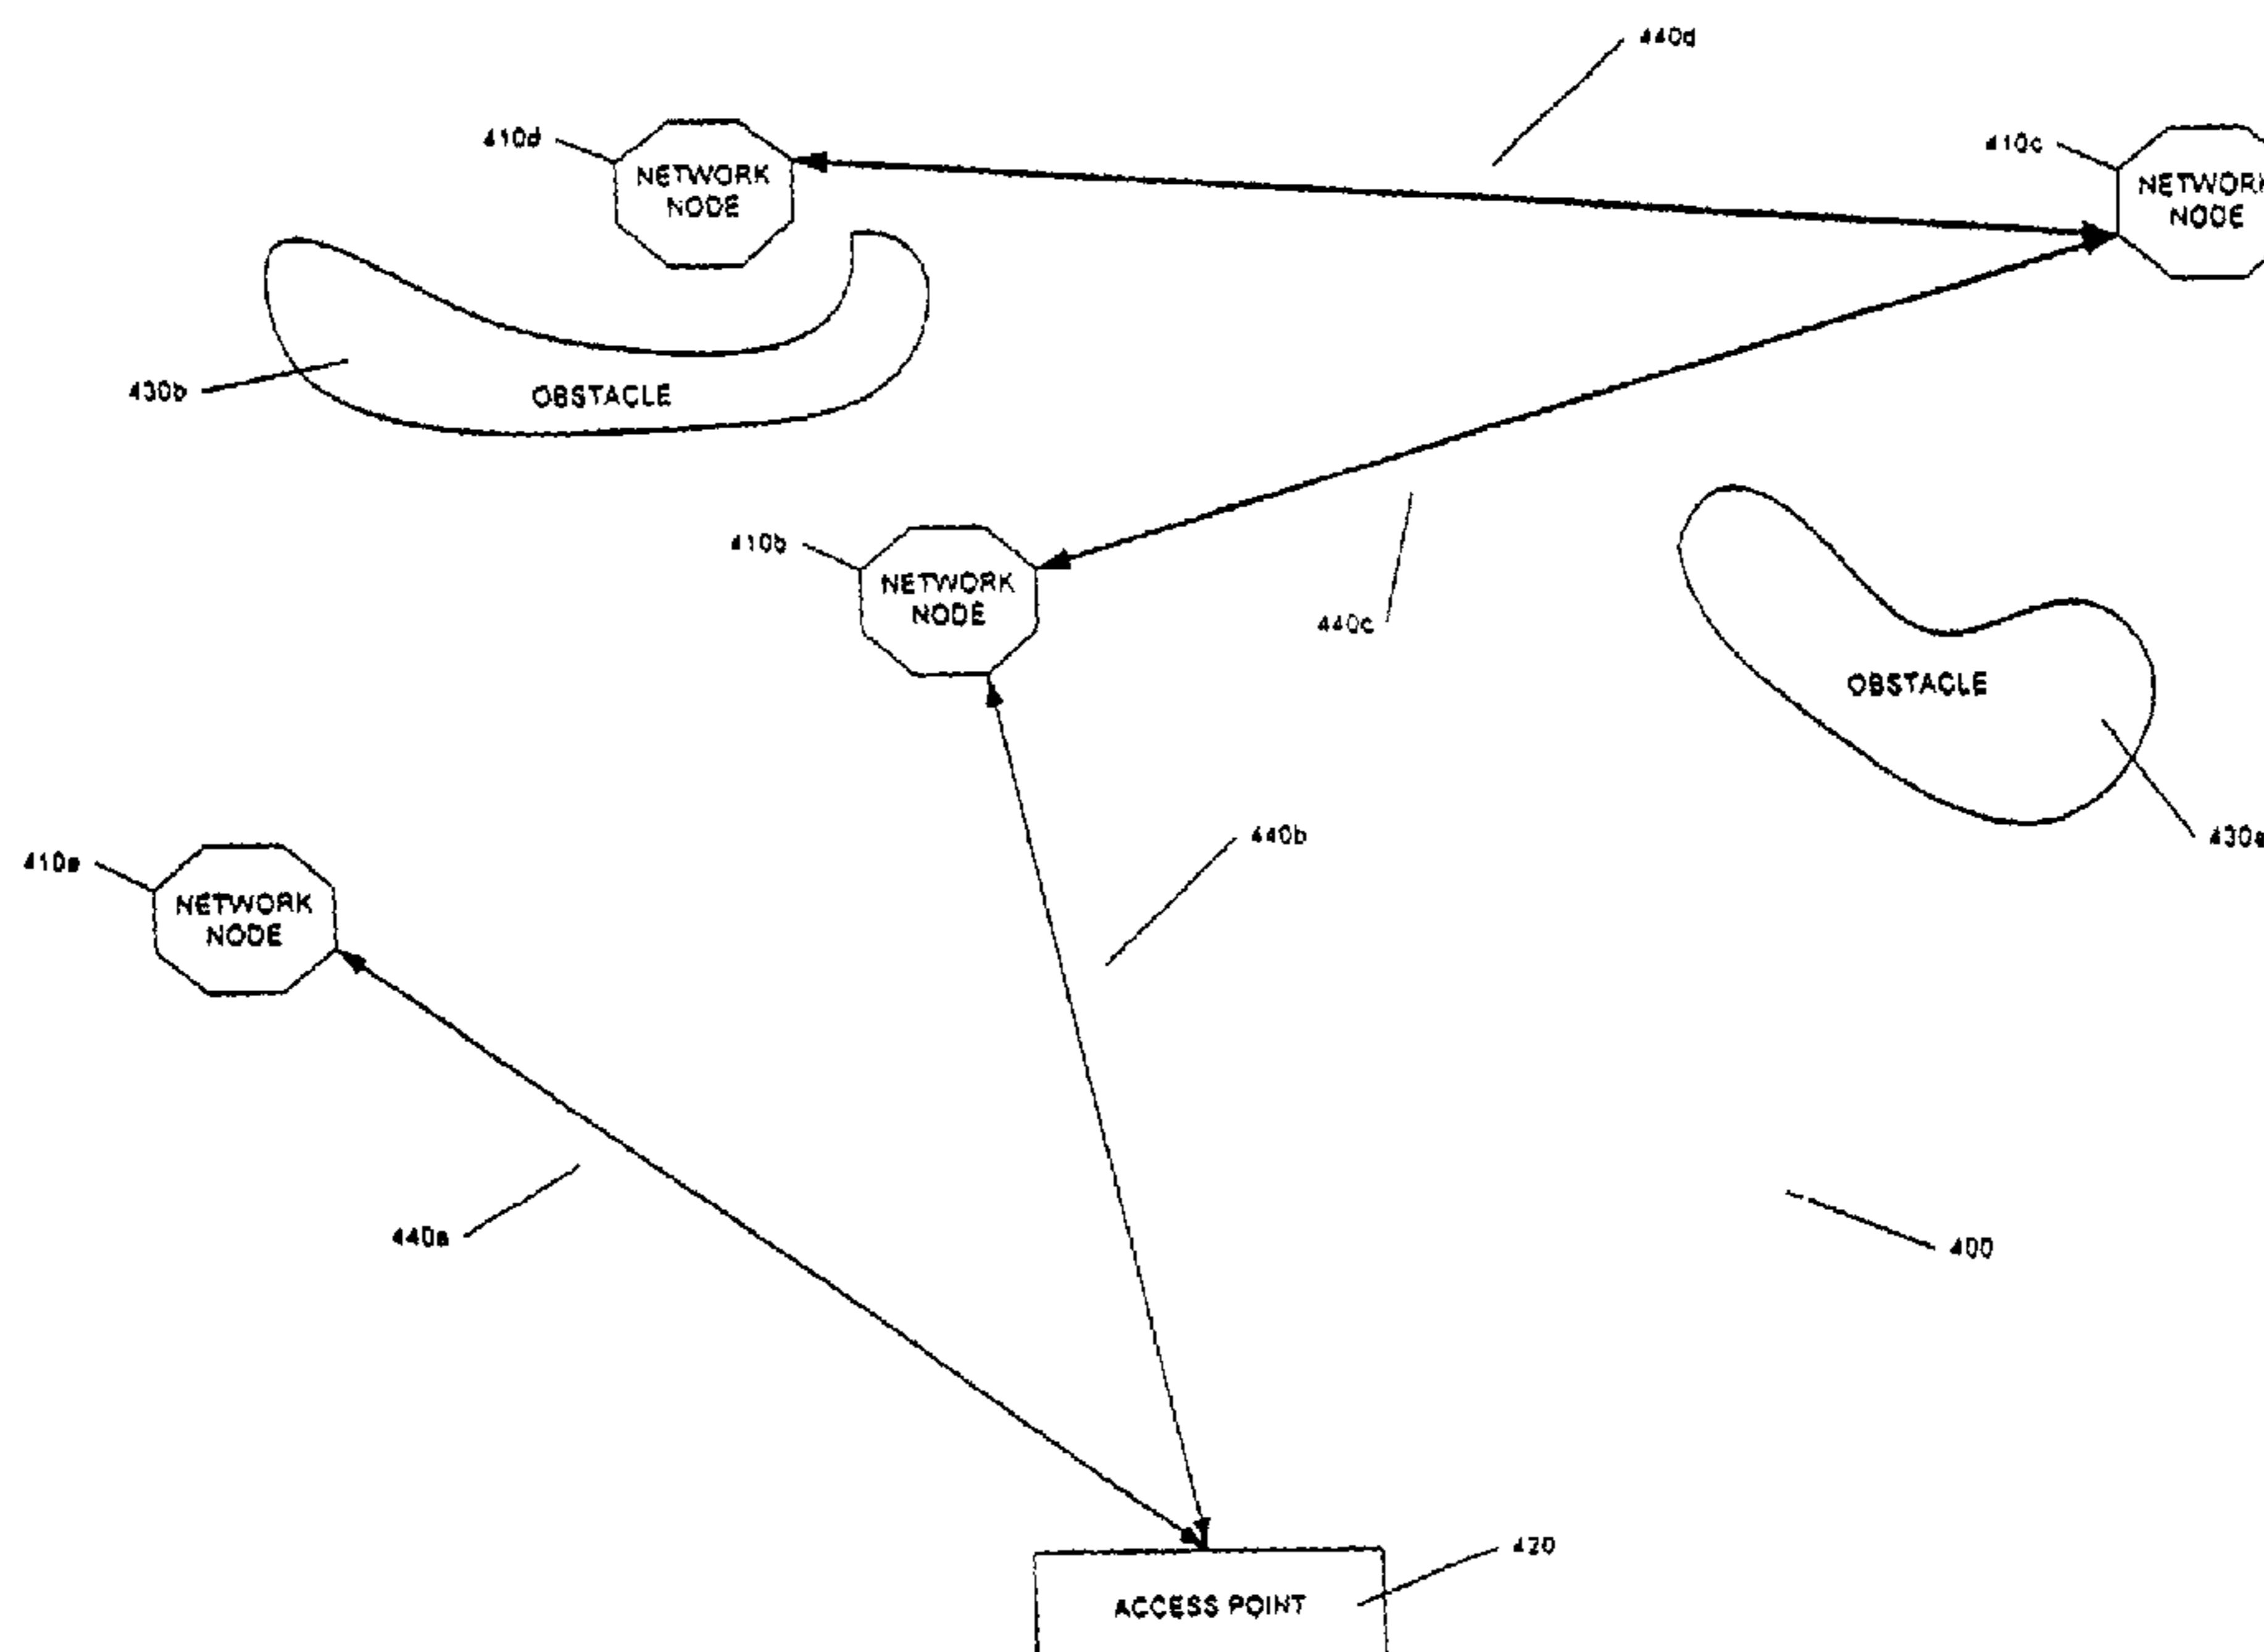 440d
410d
NETWORK
NODE
410c
NETWORK
NODE
430b
OBSTACLE
410b
NETWORK
NODE
440c
OBSTACLE
430a
440b
410a
NETWORK
NODE
440a
400
420
ACCESS POINT